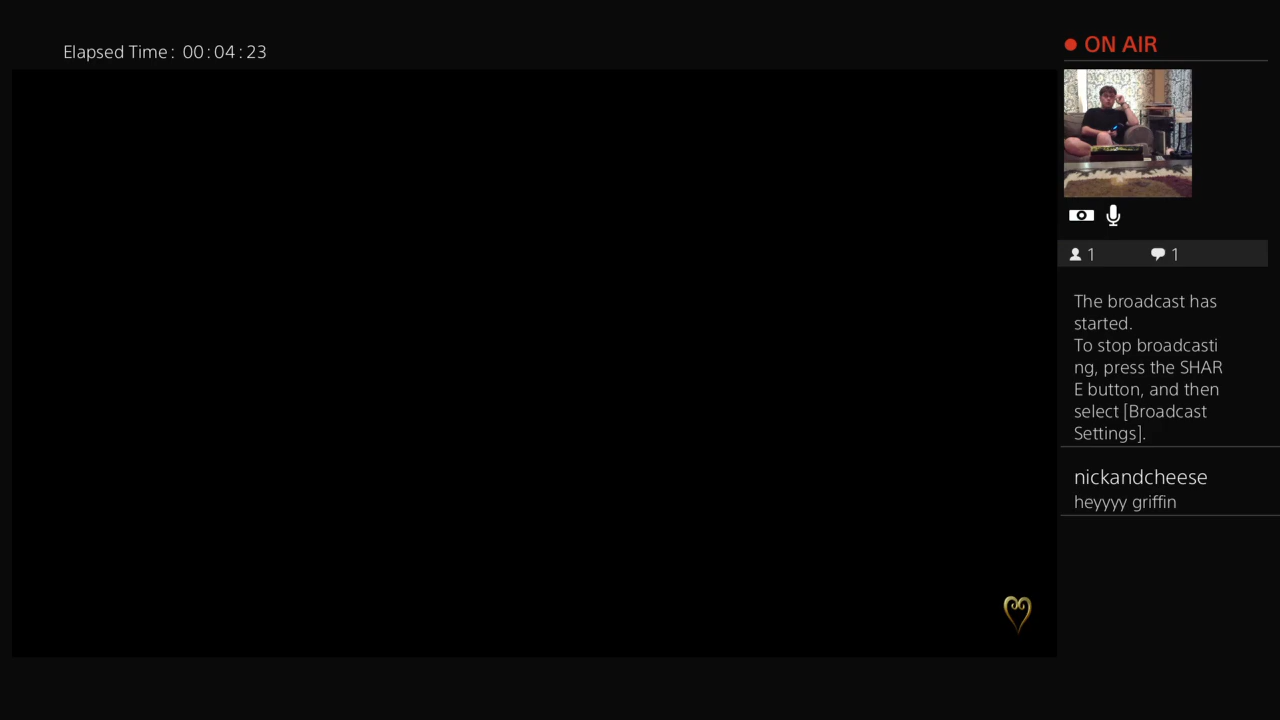 Elapsed Time: 00:04:23
ON AIR
1
1
The broadcast has
started.
To stop broadcasti
ng, press the SHAR
E button, and then
select [Broadcast
Settings].
nickandcheese
heyyyy griffin